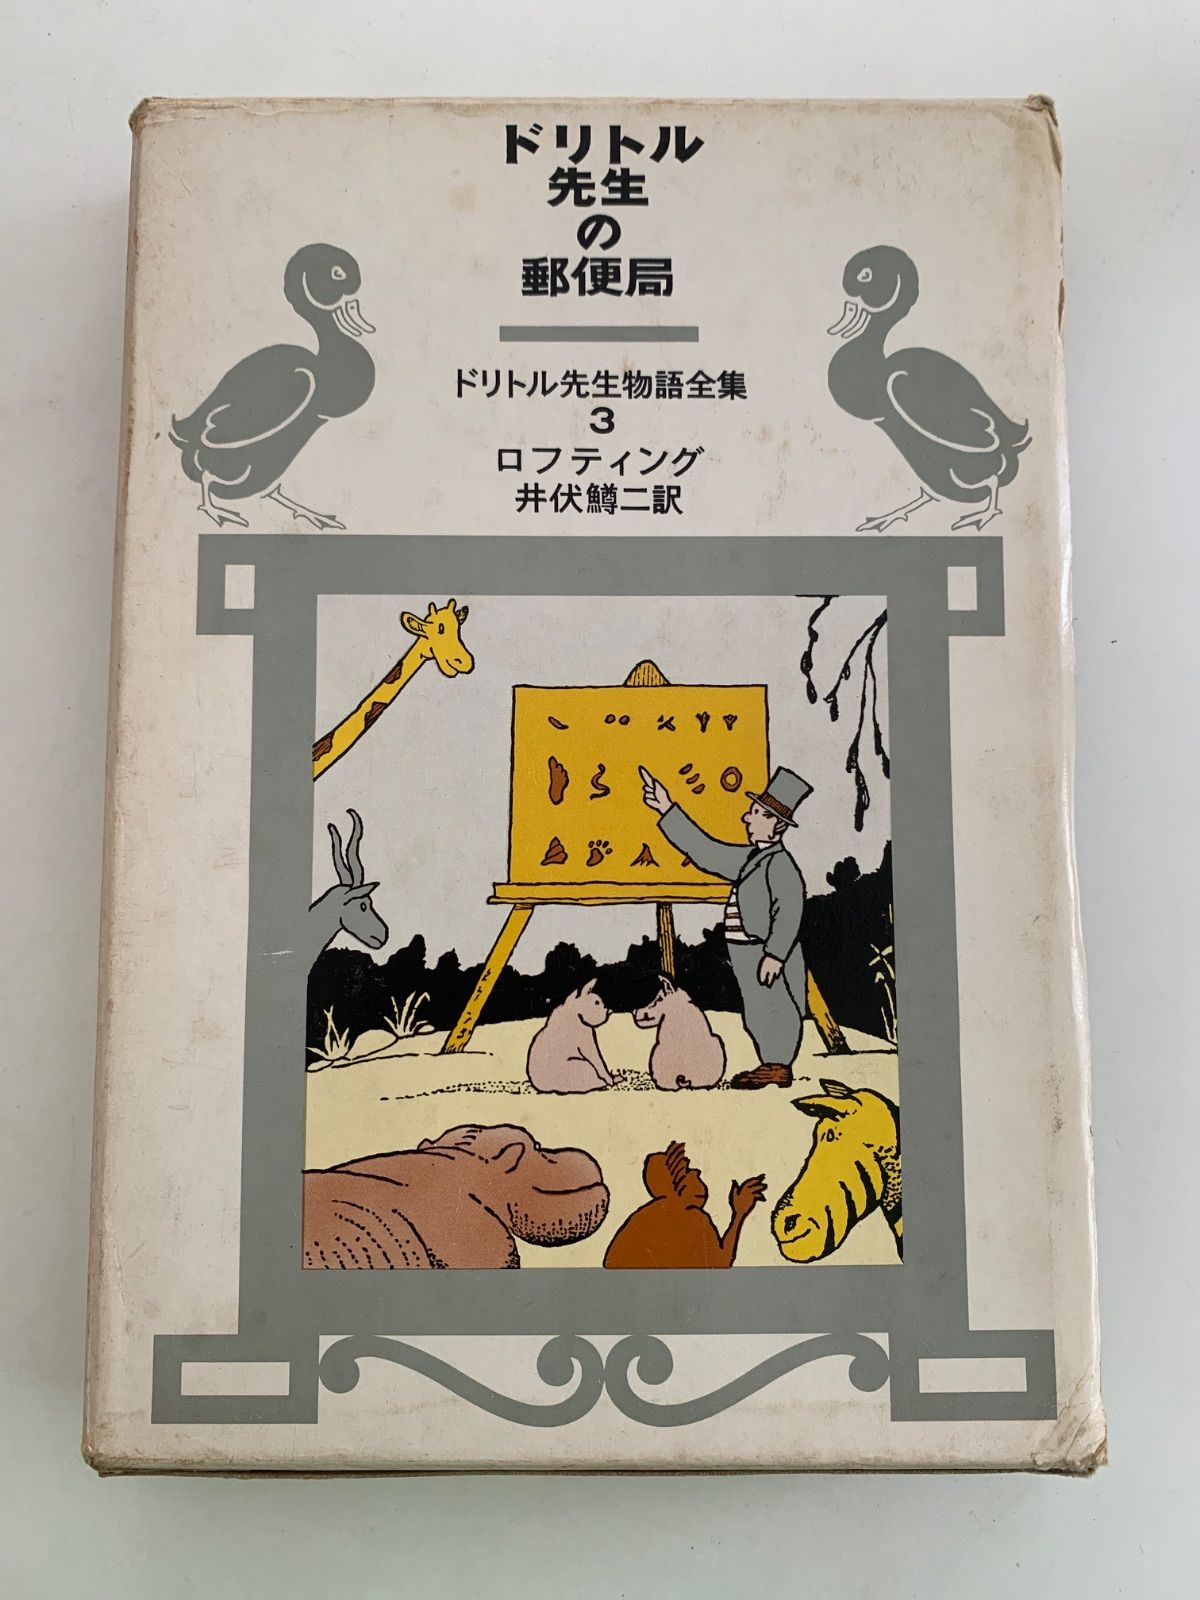 ドリトル
先生
の
郵便局
ドリトル先生物語全集
3
ロフティング
井伏鱒二訳